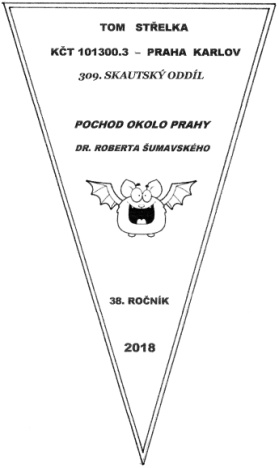 TOM STŘELKA
KČT 101300.3 – PRAHA KARLOV
309. SKAUTSKÝ ODDÍL
POCHOD OKOLO PRAHY
DR. ROBERTA ŠUMAVSKÉHO
38. ROČNÍK
2018